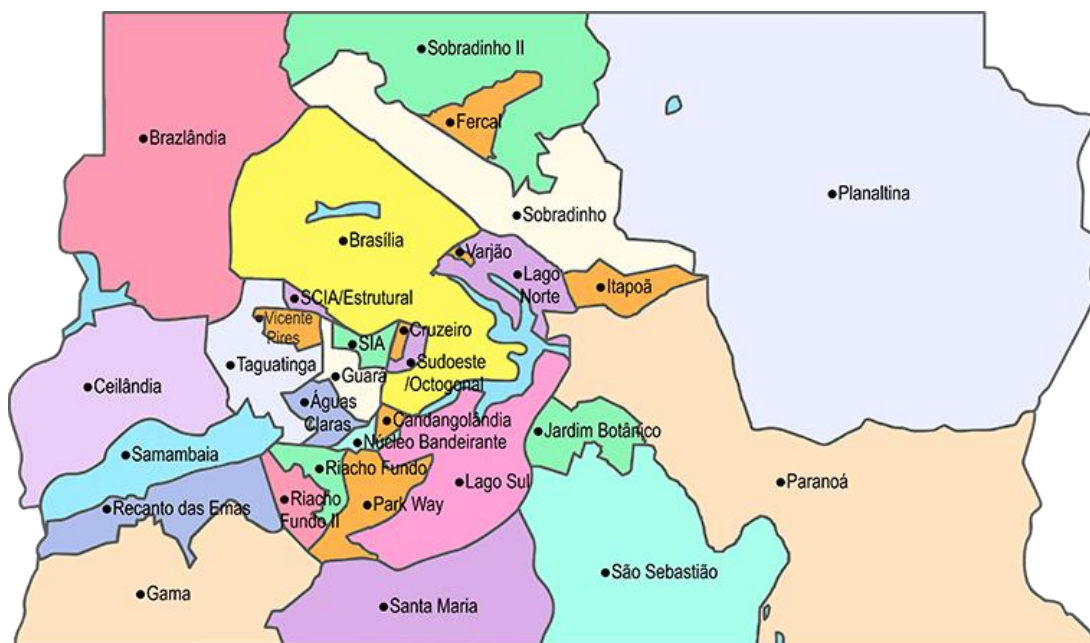 Sobradinho II
Fercal
Brazlândia
Planaltina
Sobradinho
Brasília
Varjão
Lago
Norte
Itapoã
SCIA/Estrutural
Vicente
Pires
SIA
Cruzeiro
Sudoeste
/Octogonal
Taguatinga
Guará
Ceilândia
Águas
Claras
Candangolândia
Núcleo Bandeirante
Jardim Botânico
Samambaia
Riacho Fundo
Lago Sul
Paranoá
Riacho
Fundo II
Park Way
Recanto das Emas
São Sebastião
Gama
Santa Maria